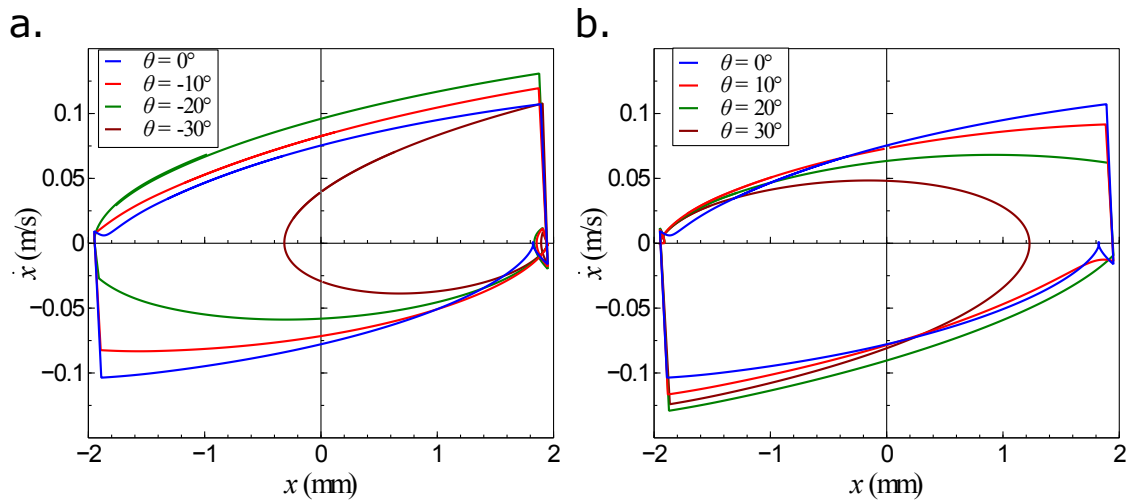 a.
θ = 0°
θ = -10°
θ = -20°
θ = -30°
0.1
0.05
0
−0.05
−0.1
ẋ (m/s)
−2 −1 0 1 2
x (mm)
b.
θ = 0°
θ = 10°
θ = 20°
θ = 30°
0.1
0.05
0
−0.05
−0.1
ẋ (m/s)
−2 −1 0 1 2
x (mm)